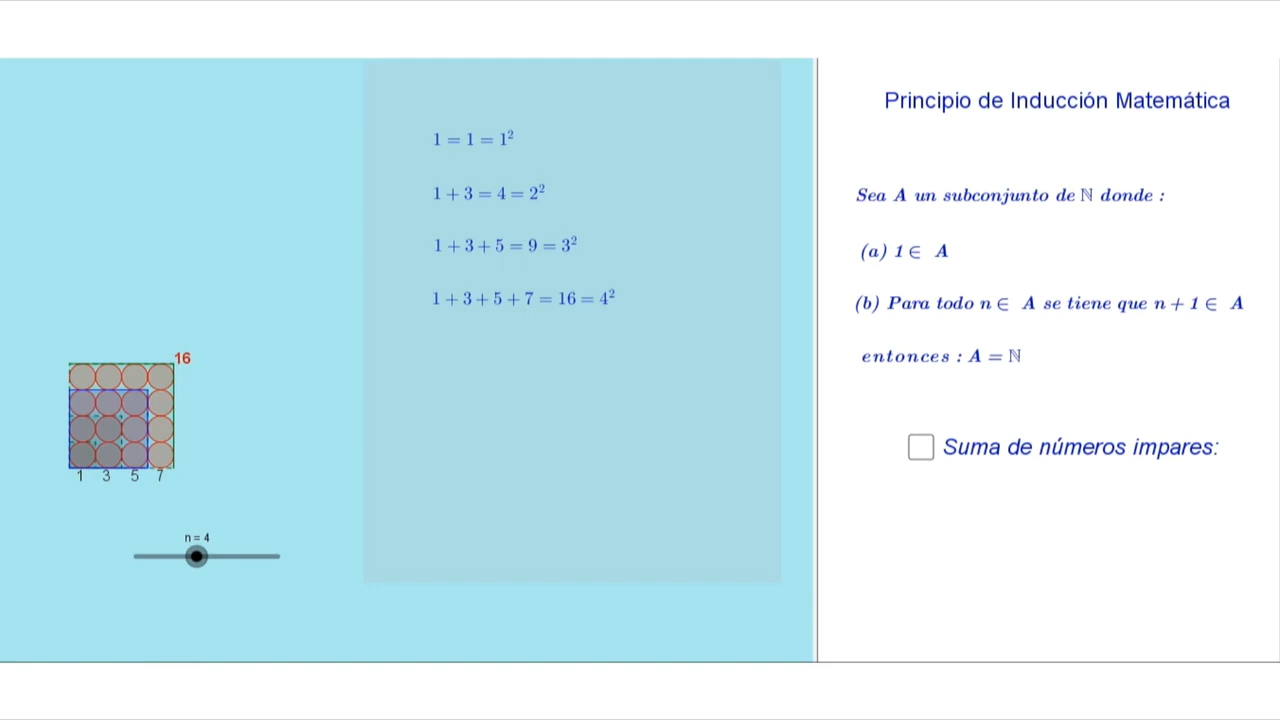 1 = 1 = 1²
1 + 3 = 4 = 2²
1 + 3 + 5 = 9 = 3²
1 + 3 + 5 + 7 = 16 = 4²
16
1 3 5 7
n = 4
Principio de Inducción Matemática
Sea A un subconjunto de ℕ donde :
(a) 1 ∈ A
(b) Para todo n ∈ A se tiene que n + 1 ∈ A
entonces : A = ℕ
Suma de números impares: